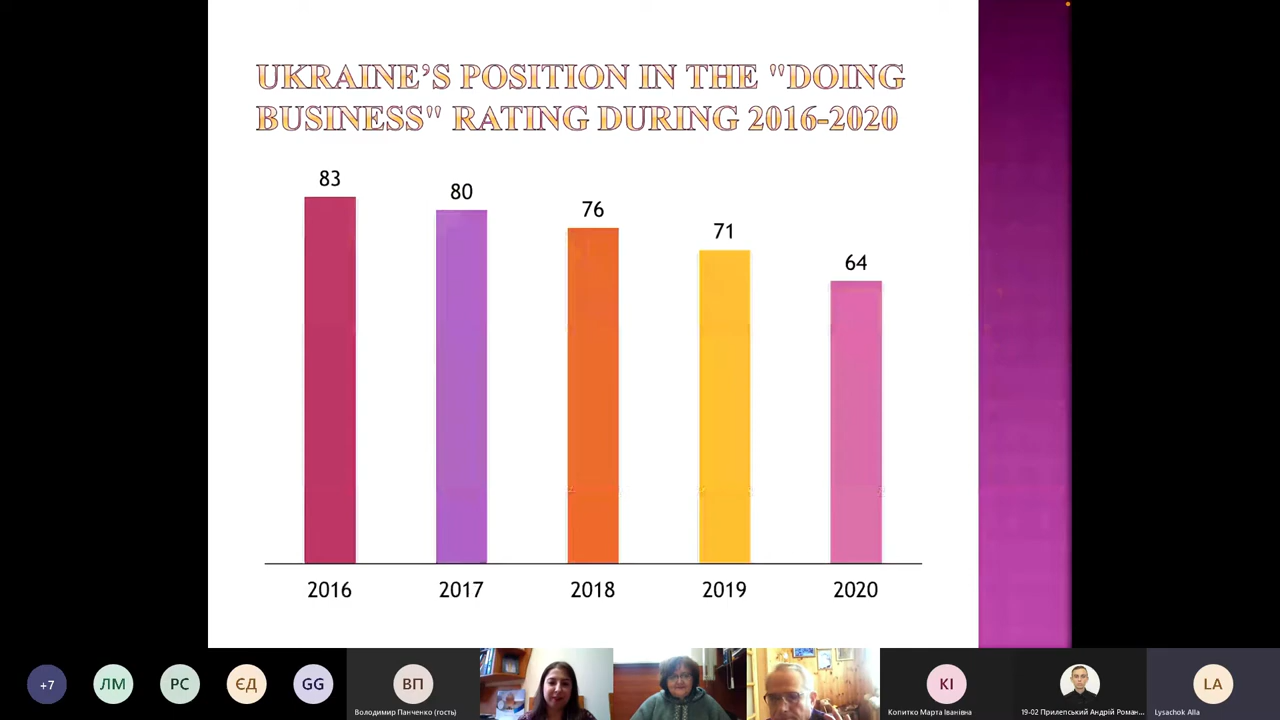 UKRAINE’S POSITION IN THE "DOING
BUSINESS" RATING DURING 2016-2020
83
80
76
71
64
2016
2017
2018
2019
2020
+7
ЛМ
РС
ЄД
GG
ВП
КІ
LA
Володимир Панченко (гость)
Копитко Марта Іванівна
19-02 Прилепський Андрій Роман...
Lysachok Alla